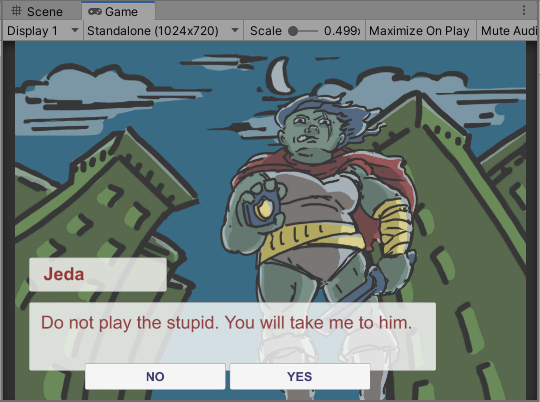 Scene Game
Display 1 Standalone (1024x720) Scale 0.499x Maximize On Play Mute Audi
Jeda
Do not play the stupid. You will take me to him.
NO YES